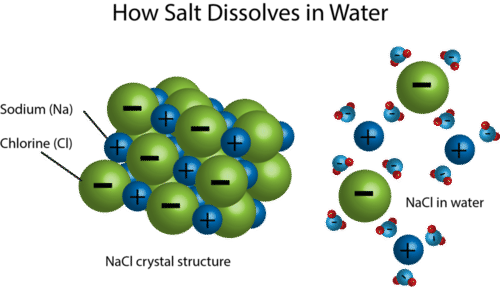 How Salt Dissolves in Water
Sodium (Na)
Chlorine (Cl)
NaCl in water
NaCl crystal structure